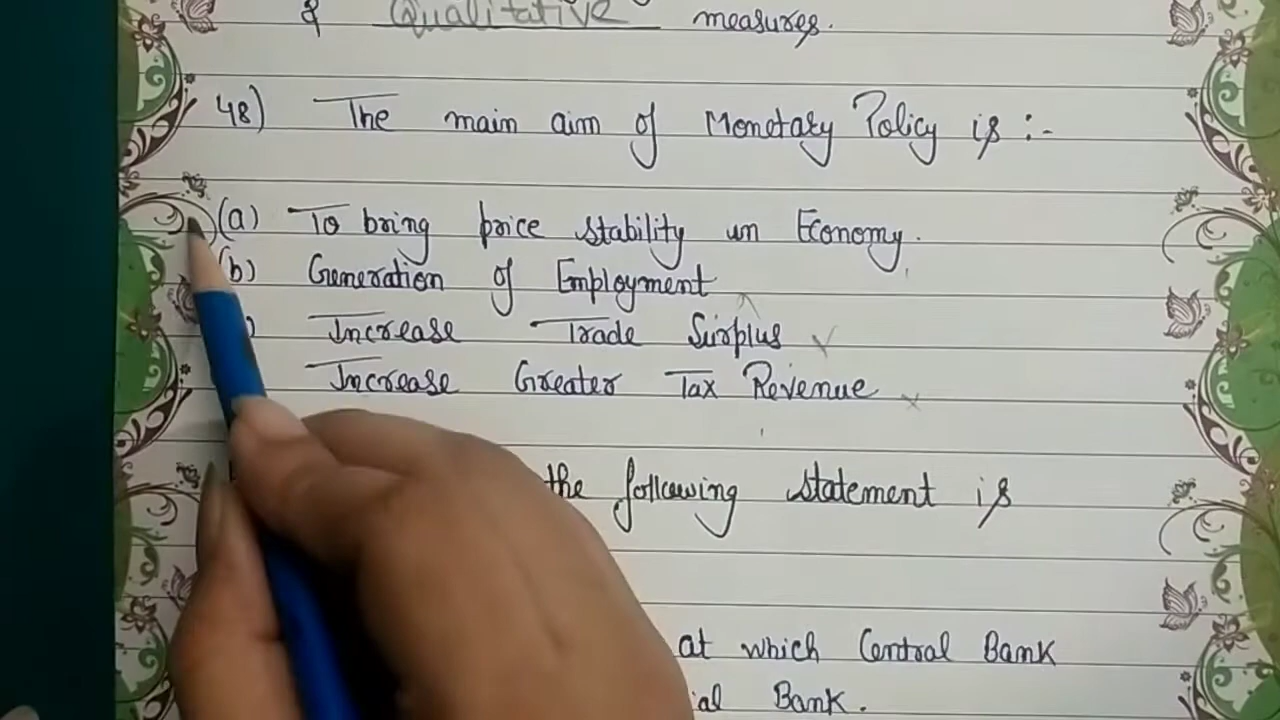 & Qualitative measures.
48) The main aim of Monetary Policy is :-
(a) To bring price stability in Economy.
(b) Generation of Employment
) Increase Trade Surplus
Increase Greater Tax Revenue
the following statement is
at which Central Bank
al Bank.